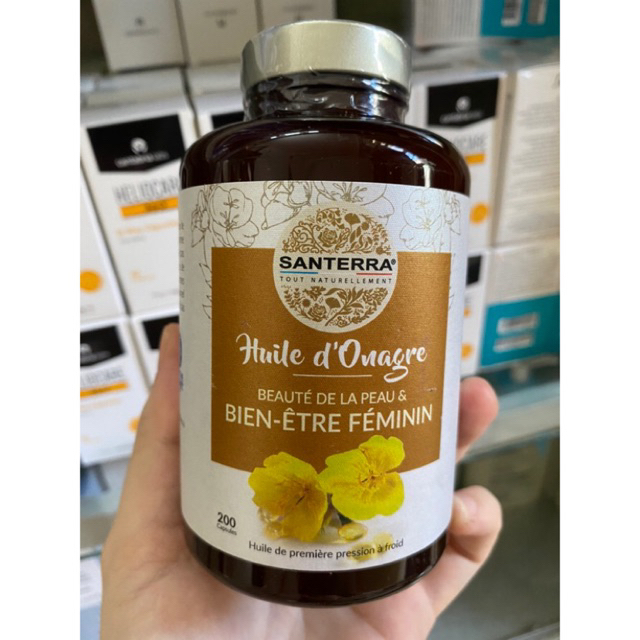 SANTERRA®
TOUT NATURELLEMENT
Huile d'Onagre
BEAUTÉ DE LA PEAU &
BIEN-ÊTRE FÉMININ
200
Capsules
Huile de première pression à froid
HELIOCARE